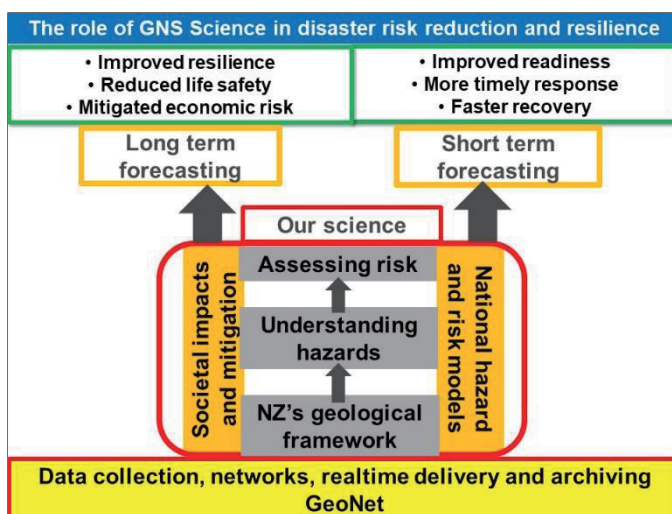 The role of GNS Science in disaster risk reduction and resilience
• Improved resilience
• Reduced life safety
• Mitigated economic risk
• Improved readiness
• More timely response
• Faster recovery
Long term
forecasting
Short term
forecasting
Our science
Societal impacts
and mitigation
Assessing risk
Understanding
hazards
NZ's geological
framework
National hazard
and risk models
Data collection, networks, realtime delivery and archiving
GeoNet